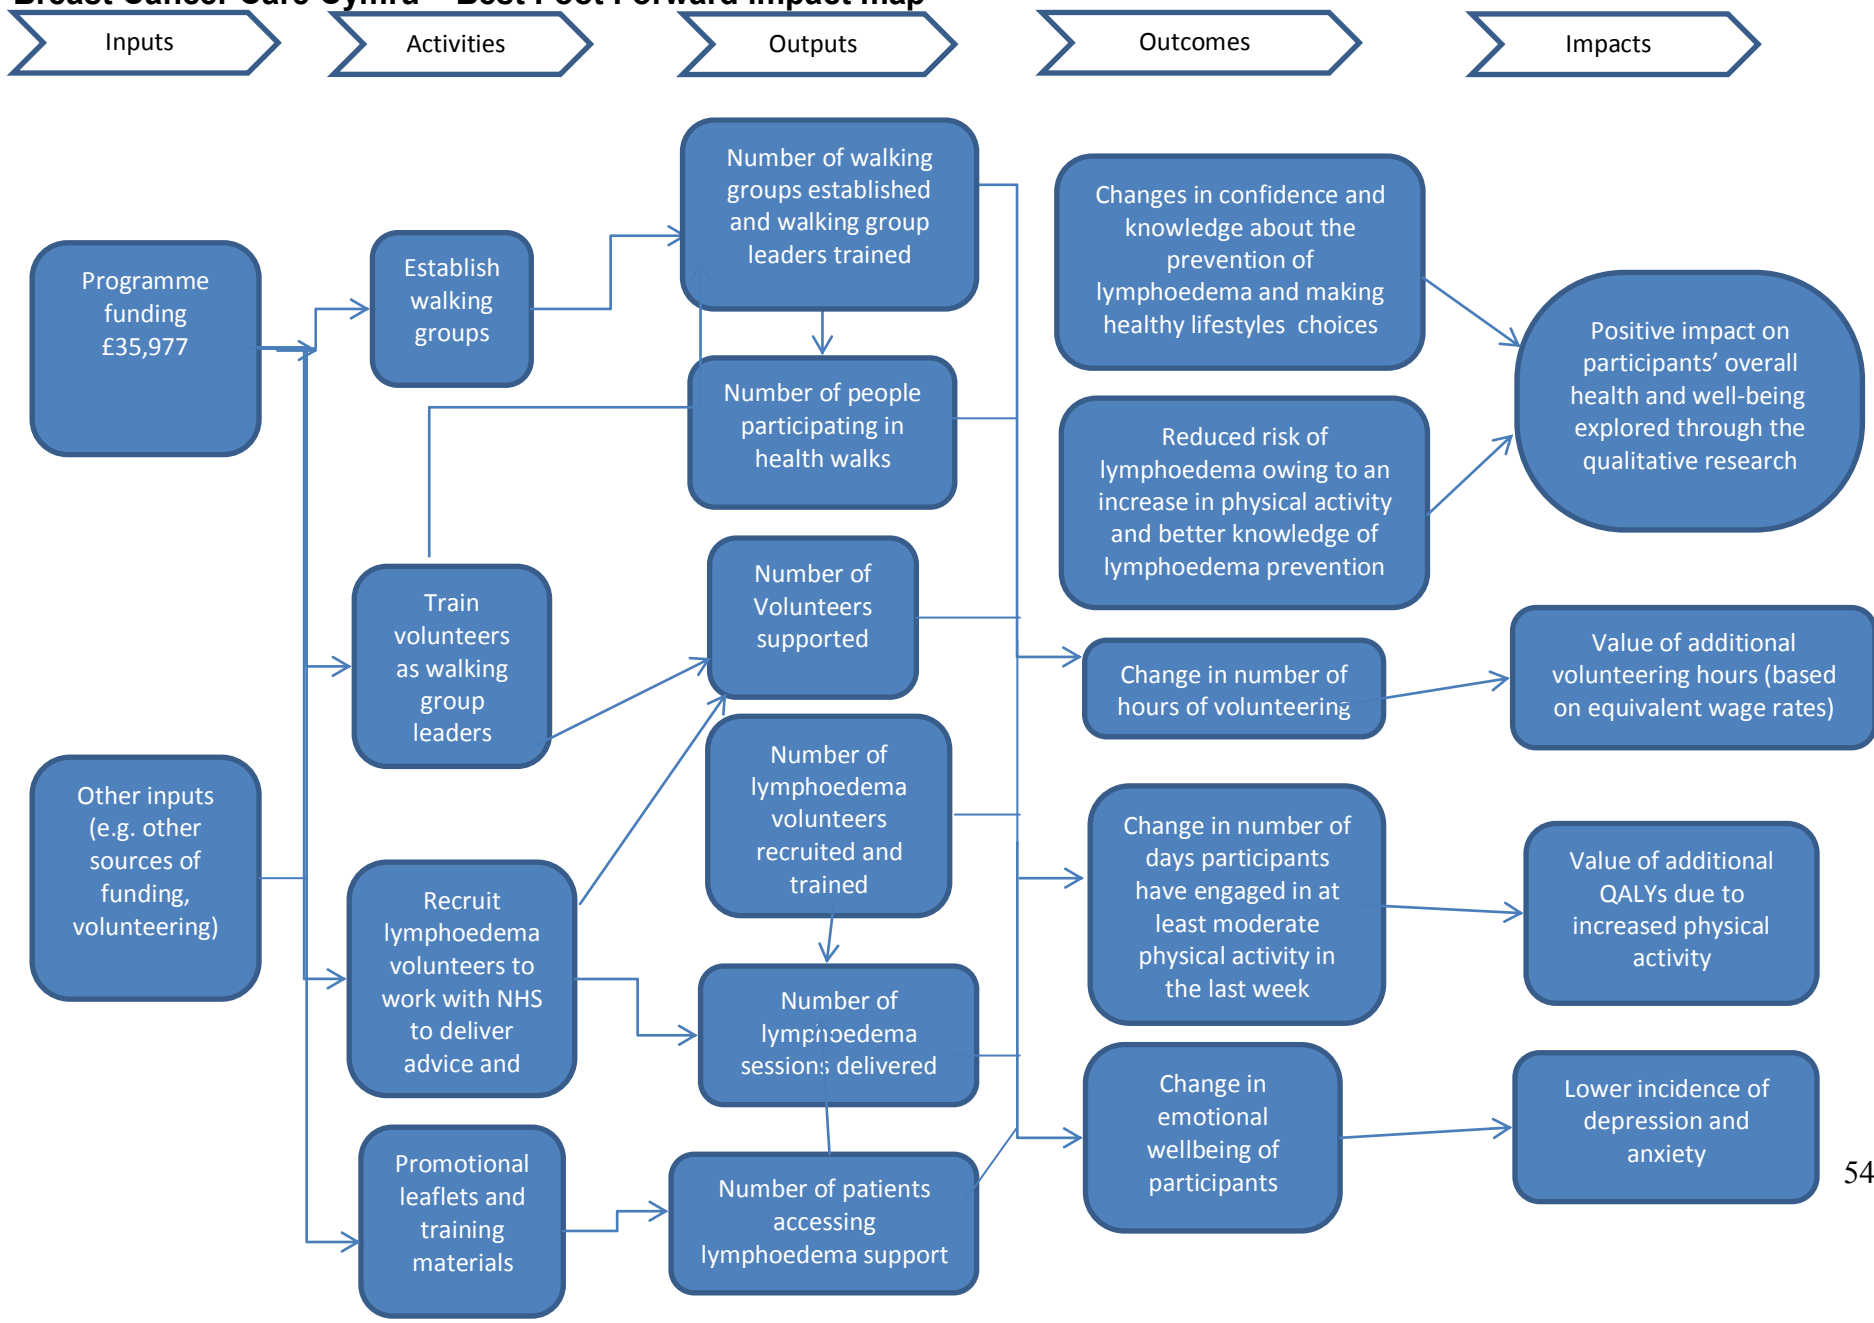 Breast Cancer Care Cymru – Best Foot Forward impact map
Inputs
Activities
Outputs
Outcomes
Impacts
Programme
funding
£35,977
Other inputs
(e.g. other
sources of
funding,
volunteering)
Establish
walking
groups
Train
volunteers
as walking
group
leaders
Recruit
lymphoedema
volunteers to
work with NHS
to deliver
advice and
Promotional
leaflets and
training
materials
Number of walking
groups established
and walking group
leaders trained
Number of people
participating in
health walks
Number of
Volunteers
supported
Number of
lymphoedema
volunteers
recruited and
trained
Number of
lymphoedema
sessions delivered
Number of patients
accessing
lymphoedema support
Changes in confidence and
knowledge about the
prevention of
lymphoedema and making
healthy lifestyles choices
Reduced risk of
lymphoedema owing to an
increase in physical activity
and better knowledge of
lymphoedema prevention
Change in number of
hours of volunteering
Change in number of
days participants
have engaged in at
least moderate
physical activity in
the last week
Change in
emotional
wellbeing of
participants
Positive impact on
participants’ overall
health and well-being
explored through the
qualitative research
Value of additional
volunteering hours (based
on equivalent wage rates)
Value of additional
QALYs due to
increased physical
activity
Lower incidence of
depression and
anxiety
54